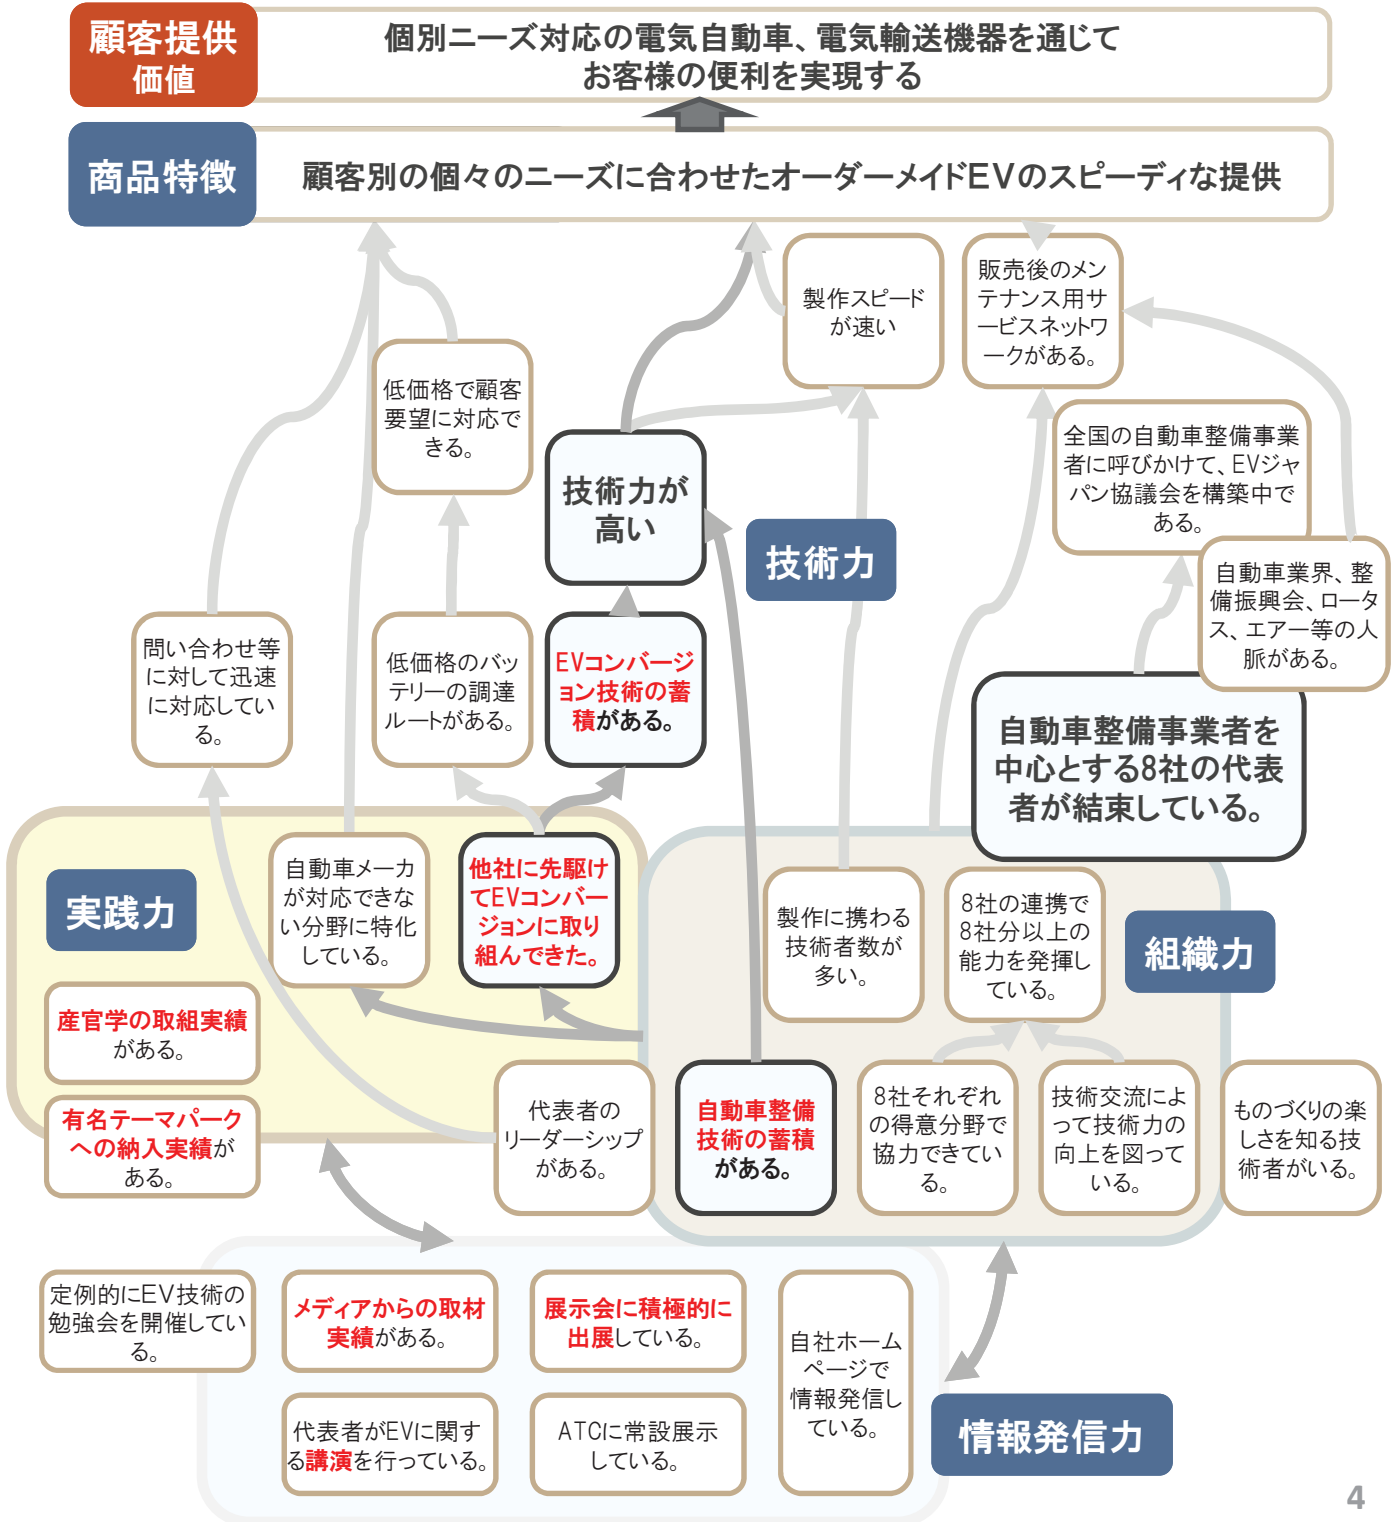 顧客提供
価値
個別ニーズ対応の電気自動車、電気輸送機器を通じて
お客様の便利を実現する
商品特徴
顧客別の個々のニーズに合わせたオーダーメイドEVのスピーディな提供
製作スピード
が速い
販売後のメン
テナンス用サ
ービスネットワ
ークがある。
低価格で顧客
要望に対応で
きる。
技術力が
高い
技術力
全国の自動車整備事業
者に呼びかけて、EVジャ
パン協議会を構築中で
ある。
自動車業界、整
備振興会、ロータ
ス、エアー等の人
脈がある。
問い合わせ等
に対して迅速
に対応してい
る。
低価格のバッ
テリーの調達
ルートがある。
EVコンバージ
ョン技術の蓄
積がある。
自動車整備事業者を
中心とする8社の代表
者が結束している。
実践力
自動車メーカ
が対応できな
い分野に特化
している。
他社に先駆け
てEVコンバー
ジョンに取り
組んできた。
製作に携わる
技術者数が
多い。
8社の連携で
8社分以上の
能力を発揮し
ている。
組織力
産官学の取組実績
がある。
有名テーマパーク
への納入実績が
ある。
代表者の
リーダーシップ
がある。
自動車整備
技術の蓄積
がある。
8社それぞれ
の得意分野で
協力できてい
る。
技術交流によ
って技術力の
向上を図って
いる。
ものづくりの楽
しさを知る技
術者がいる。
定例的にEV技術の
勉強会を開催してい
る。
メディアからの取材
実績がある。
展示会に積極的に
出展している。
自社ホーム
ページで
情報発信し
ている。
代表者がEVに関す
る講演を行っている。
ATCに常設展示
している。
情報発信力
4